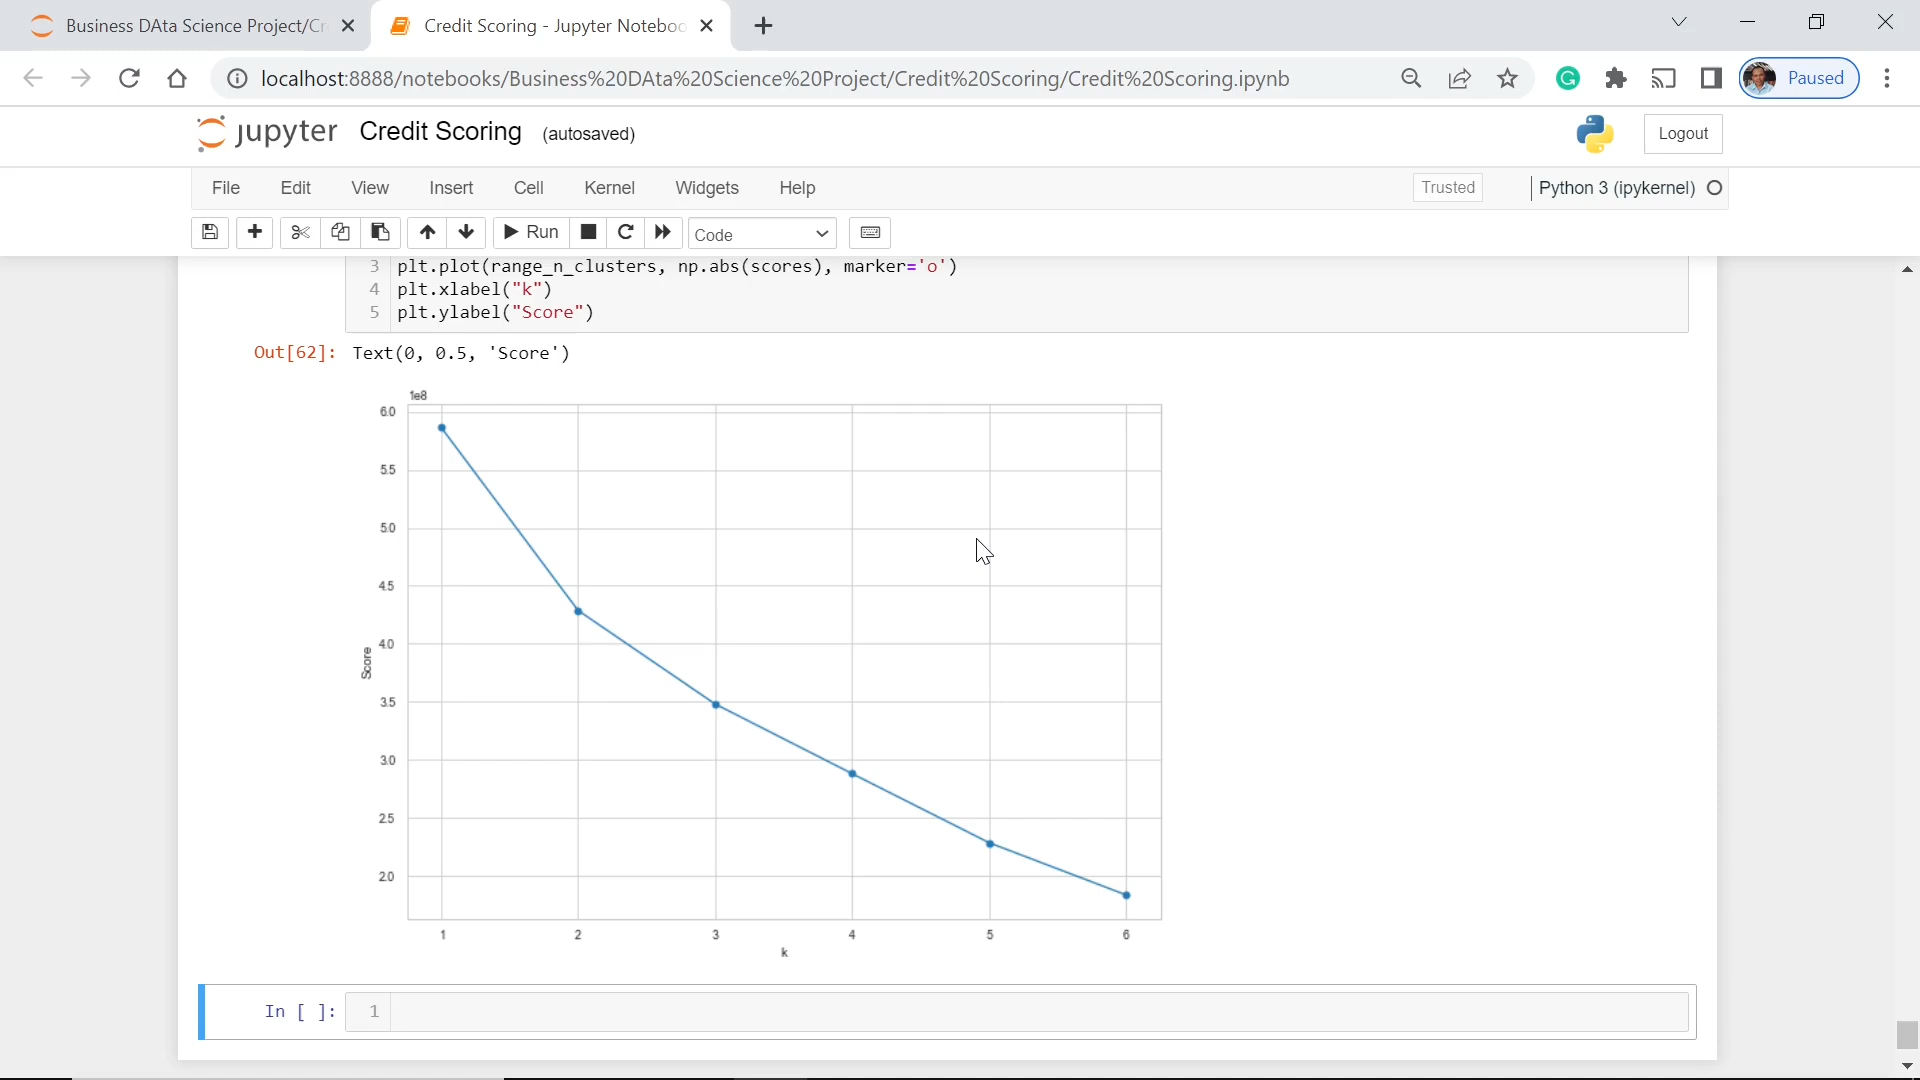 Business DAta Science Project/Cr
Credit Scoring - Jupyter Noteboo
localhost:8888/notebooks/Business%20DAta%20Science%20Project/Credit%20Scoring/Credit%20Scoring.ipynb
Paused
jupyter Credit Scoring (autosaved)
Logout
File Edit View Insert Cell Kernel Widgets Help
Trusted
Python 3 (ipykernel)
Run
Code
3 plt.plot(range_n_clusters, np.abs(scores), marker='o')
4 plt.xlabel("k")
5 plt.ylabel("Score")
Out[62]: Text(0, 0.5, 'Score')
1e8
6.0
5.5
5.0
4.5
4.0
Score
3.5
3.0
2.5
2.0
1 2 3 4 5 6
k
In [ ]: 1